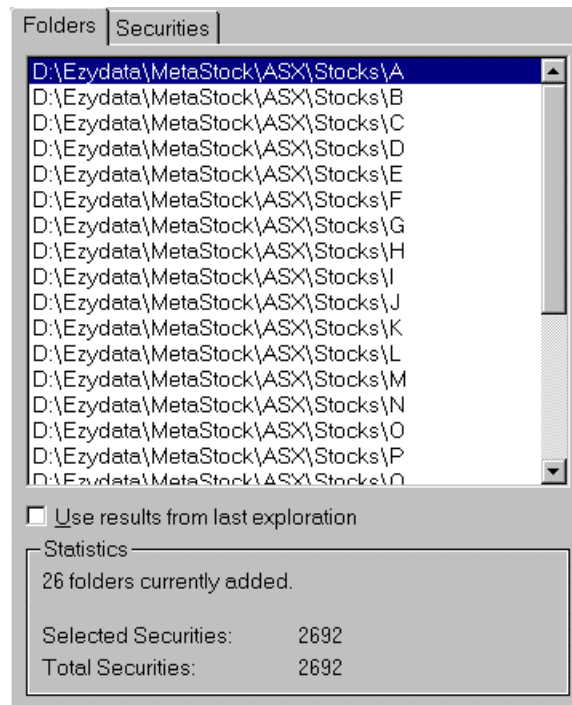 Folders Securities
D:\Ezydata\MetaStock\ASX\Stocks\A
D:\Ezydata\MetaStock\ASX\Stocks\B
D:\Ezydata\MetaStock\ASX\Stocks\C
D:\Ezydata\MetaStock\ASX\Stocks\D
D:\Ezydata\MetaStock\ASX\Stocks\E
D:\Ezydata\MetaStock\ASX\Stocks\F
D:\Ezydata\MetaStock\ASX\Stocks\G
D:\Ezydata\MetaStock\ASX\Stocks\H
D:\Ezydata\MetaStock\ASX\Stocks\I
D:\Ezydata\MetaStock\ASX\Stocks\J
D:\Ezydata\MetaStock\ASX\Stocks\K
D:\Ezydata\MetaStock\ASX\Stocks\L
D:\Ezydata\MetaStock\ASX\Stocks\M
D:\Ezydata\MetaStock\ASX\Stocks\N
D:\Ezydata\MetaStock\ASX\Stocks\O
D:\Ezydata\MetaStock\ASX\Stocks\P
D:\Ezydata\MetaStock\ASX\Stocks\Q
Use results from last exploration
Statistics
26 folders currently added.
Selected Securities: 2692
Total Securities: 2692